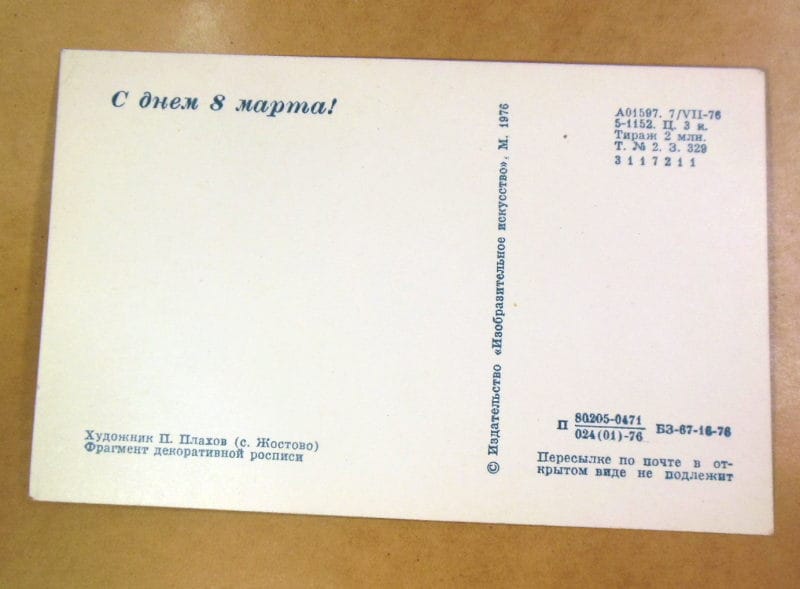 С днем 8 марта!
Художник П. Плахов (с. Жостово)
Фрагмент декоративной росписи
© Издательство «Изобразительное искусство», М. 1976
А01597. 7/VII-76
5-1152. Ц. 3 к.
Тираж 2 млн.
Т. № 2. З. 329
3117211
П 80205-0471 БЗ-67-16-76
024(01)-76
Пересылке по почте в от-
крытом виде не подлежит